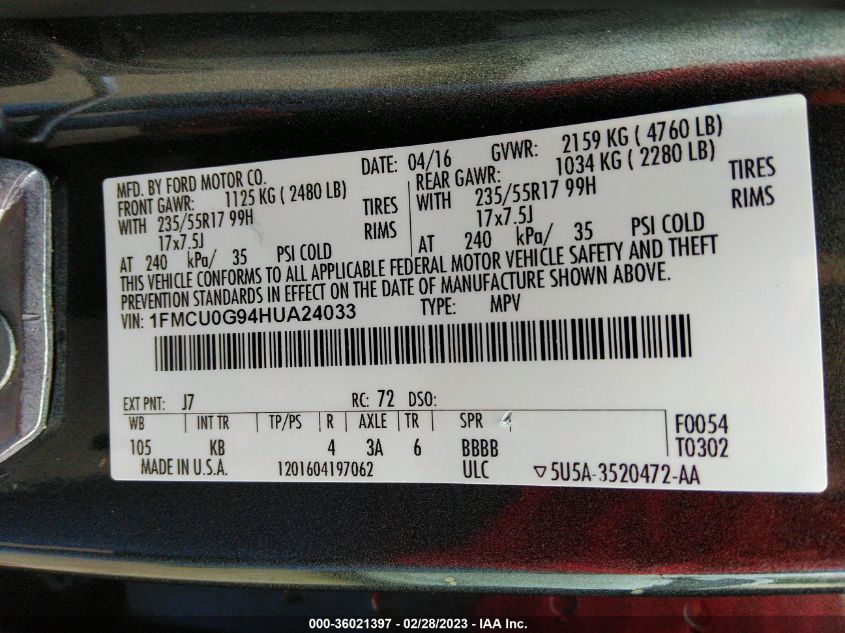 MFD. BY FORD MOTOR CO. DATE: 04/16 GVWR: 2159 KG ( 4760 LB)
FRONT GAWR: 1125 KG ( 2480 LB) REAR GAWR: 1034 KG ( 2280 LB)
WITH 235/55R17 99H TIRES WITH 235/55R17 99H TIRES
17x7.5J RIMS 17x7.5J RIMS
AT 240 kPa/ 35 PSI COLD AT 240 kPa/ 35 PSI COLD
THIS VEHICLE CONFORMS TO ALL APPLICABLE FEDERAL MOTOR VEHICLE SAFETY AND THEFT
PREVENTION STANDARDS IN EFFECT ON THE DATE OF MANUFACTURE SHOWN ABOVE.
VIN: 1FMCU0G94HUA24033 TYPE: MPV
EXT PNT: J7 RC: 72 DSO:
WB INT TR TP/PS R AXLE TR SPR F0054
105 KB 4 3A 6 BBBB T0302
MADE IN U.S.A. 1201604197062 ULC ▽5U5A-3520472-AA
000-36021397 - 02/28/2023 - IAA Inc.